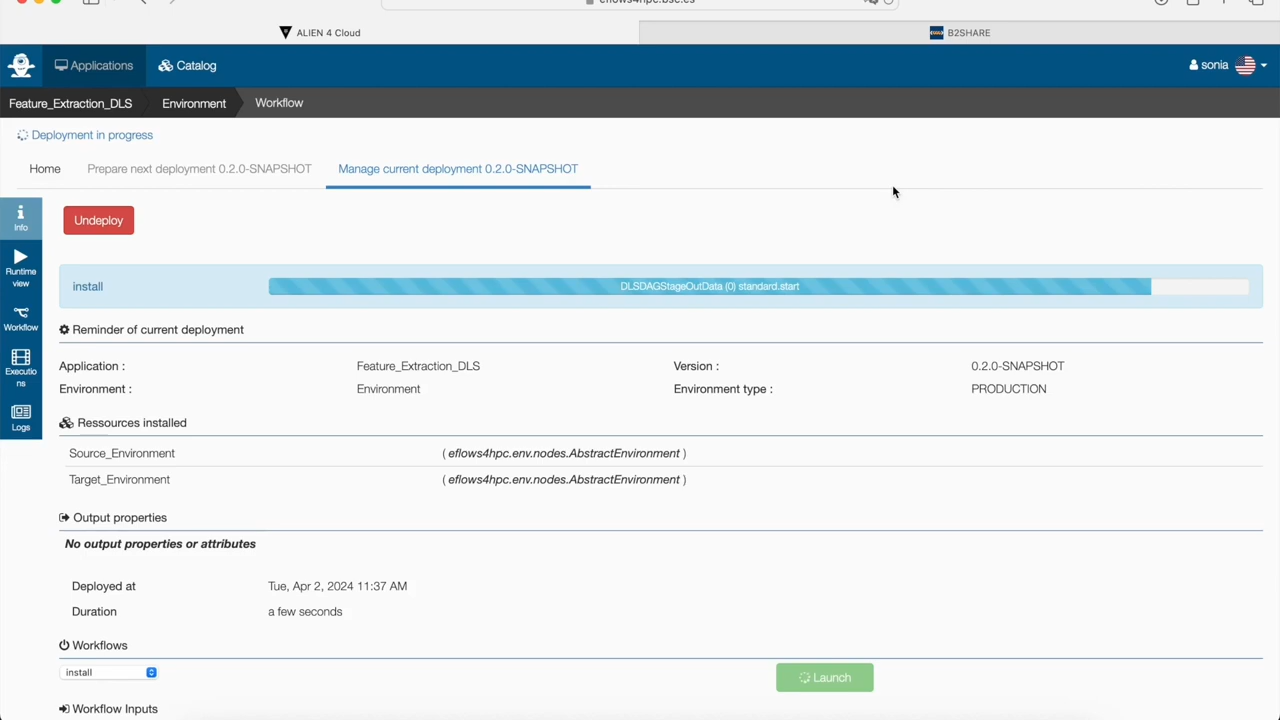 eflows4hpc.bsc.es
ALIEN 4 Cloud
B2SHARE
Applications
Catalog
sonia
Feature_Extraction_DLS
Environment
Workflow
Deployment in progress
Home
Prepare next deployment 0.2.0-SNAPSHOT
Manage current deployment 0.2.0-SNAPSHOT
Info
Undeploy
Runtime
view
install
DLSDAGStageOutData (0) standard.start
Workflow
Reminder of current deployment
Executio
ns
Application :
Feature_Extraction_DLS
Version :
0.2.0-SNAPSHOT
Environment :
Environment
Environment type :
PRODUCTION
Logs
Ressources installed
Source_Environment
( eflows4hpc.env.nodes.AbstractEnvironment )
Target_Environment
( eflows4hpc.env.nodes.AbstractEnvironment )
Output properties
No output properties or attributes
Deployed at
Tue, Apr 2, 2024 11:37 AM
Duration
a few seconds
Workflows
install
Launch
Workflow Inputs